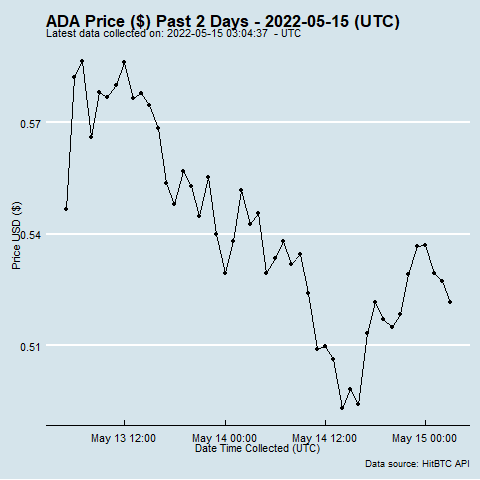 ADA Price ($) Past 2 Days - 2022-05-15 (UTC)
Latest data collected on: 2022-05-15 03:04:37 - UTC
0.57
0.54
0.51
Price USD ($)
May 13 12:00
May 14 00:00
May 14 12:00
May 15 00:00
Date Time Collected (UTC)
Data source: HitBTC API